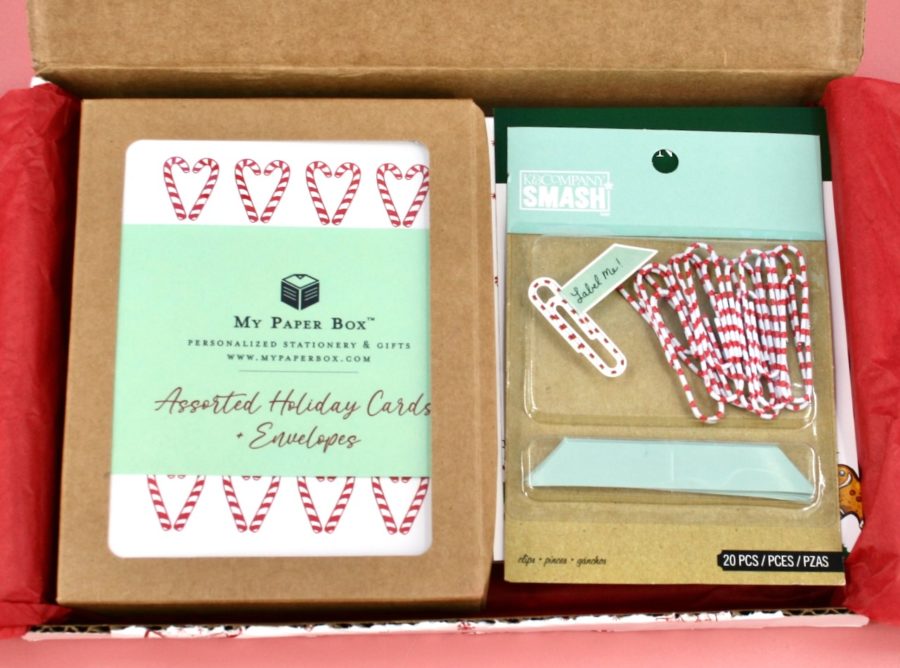 MY PAPER BOX™
PERSONALIZED STATIONERY & GIFTS
WWW.MYPAPERBOX.COM
Assorted Holiday Cards
+ Envelopes
K&COMPANY
SMASH
Label Me!
clips • pinces • ganchos
20 PCS / PCES / PZAS